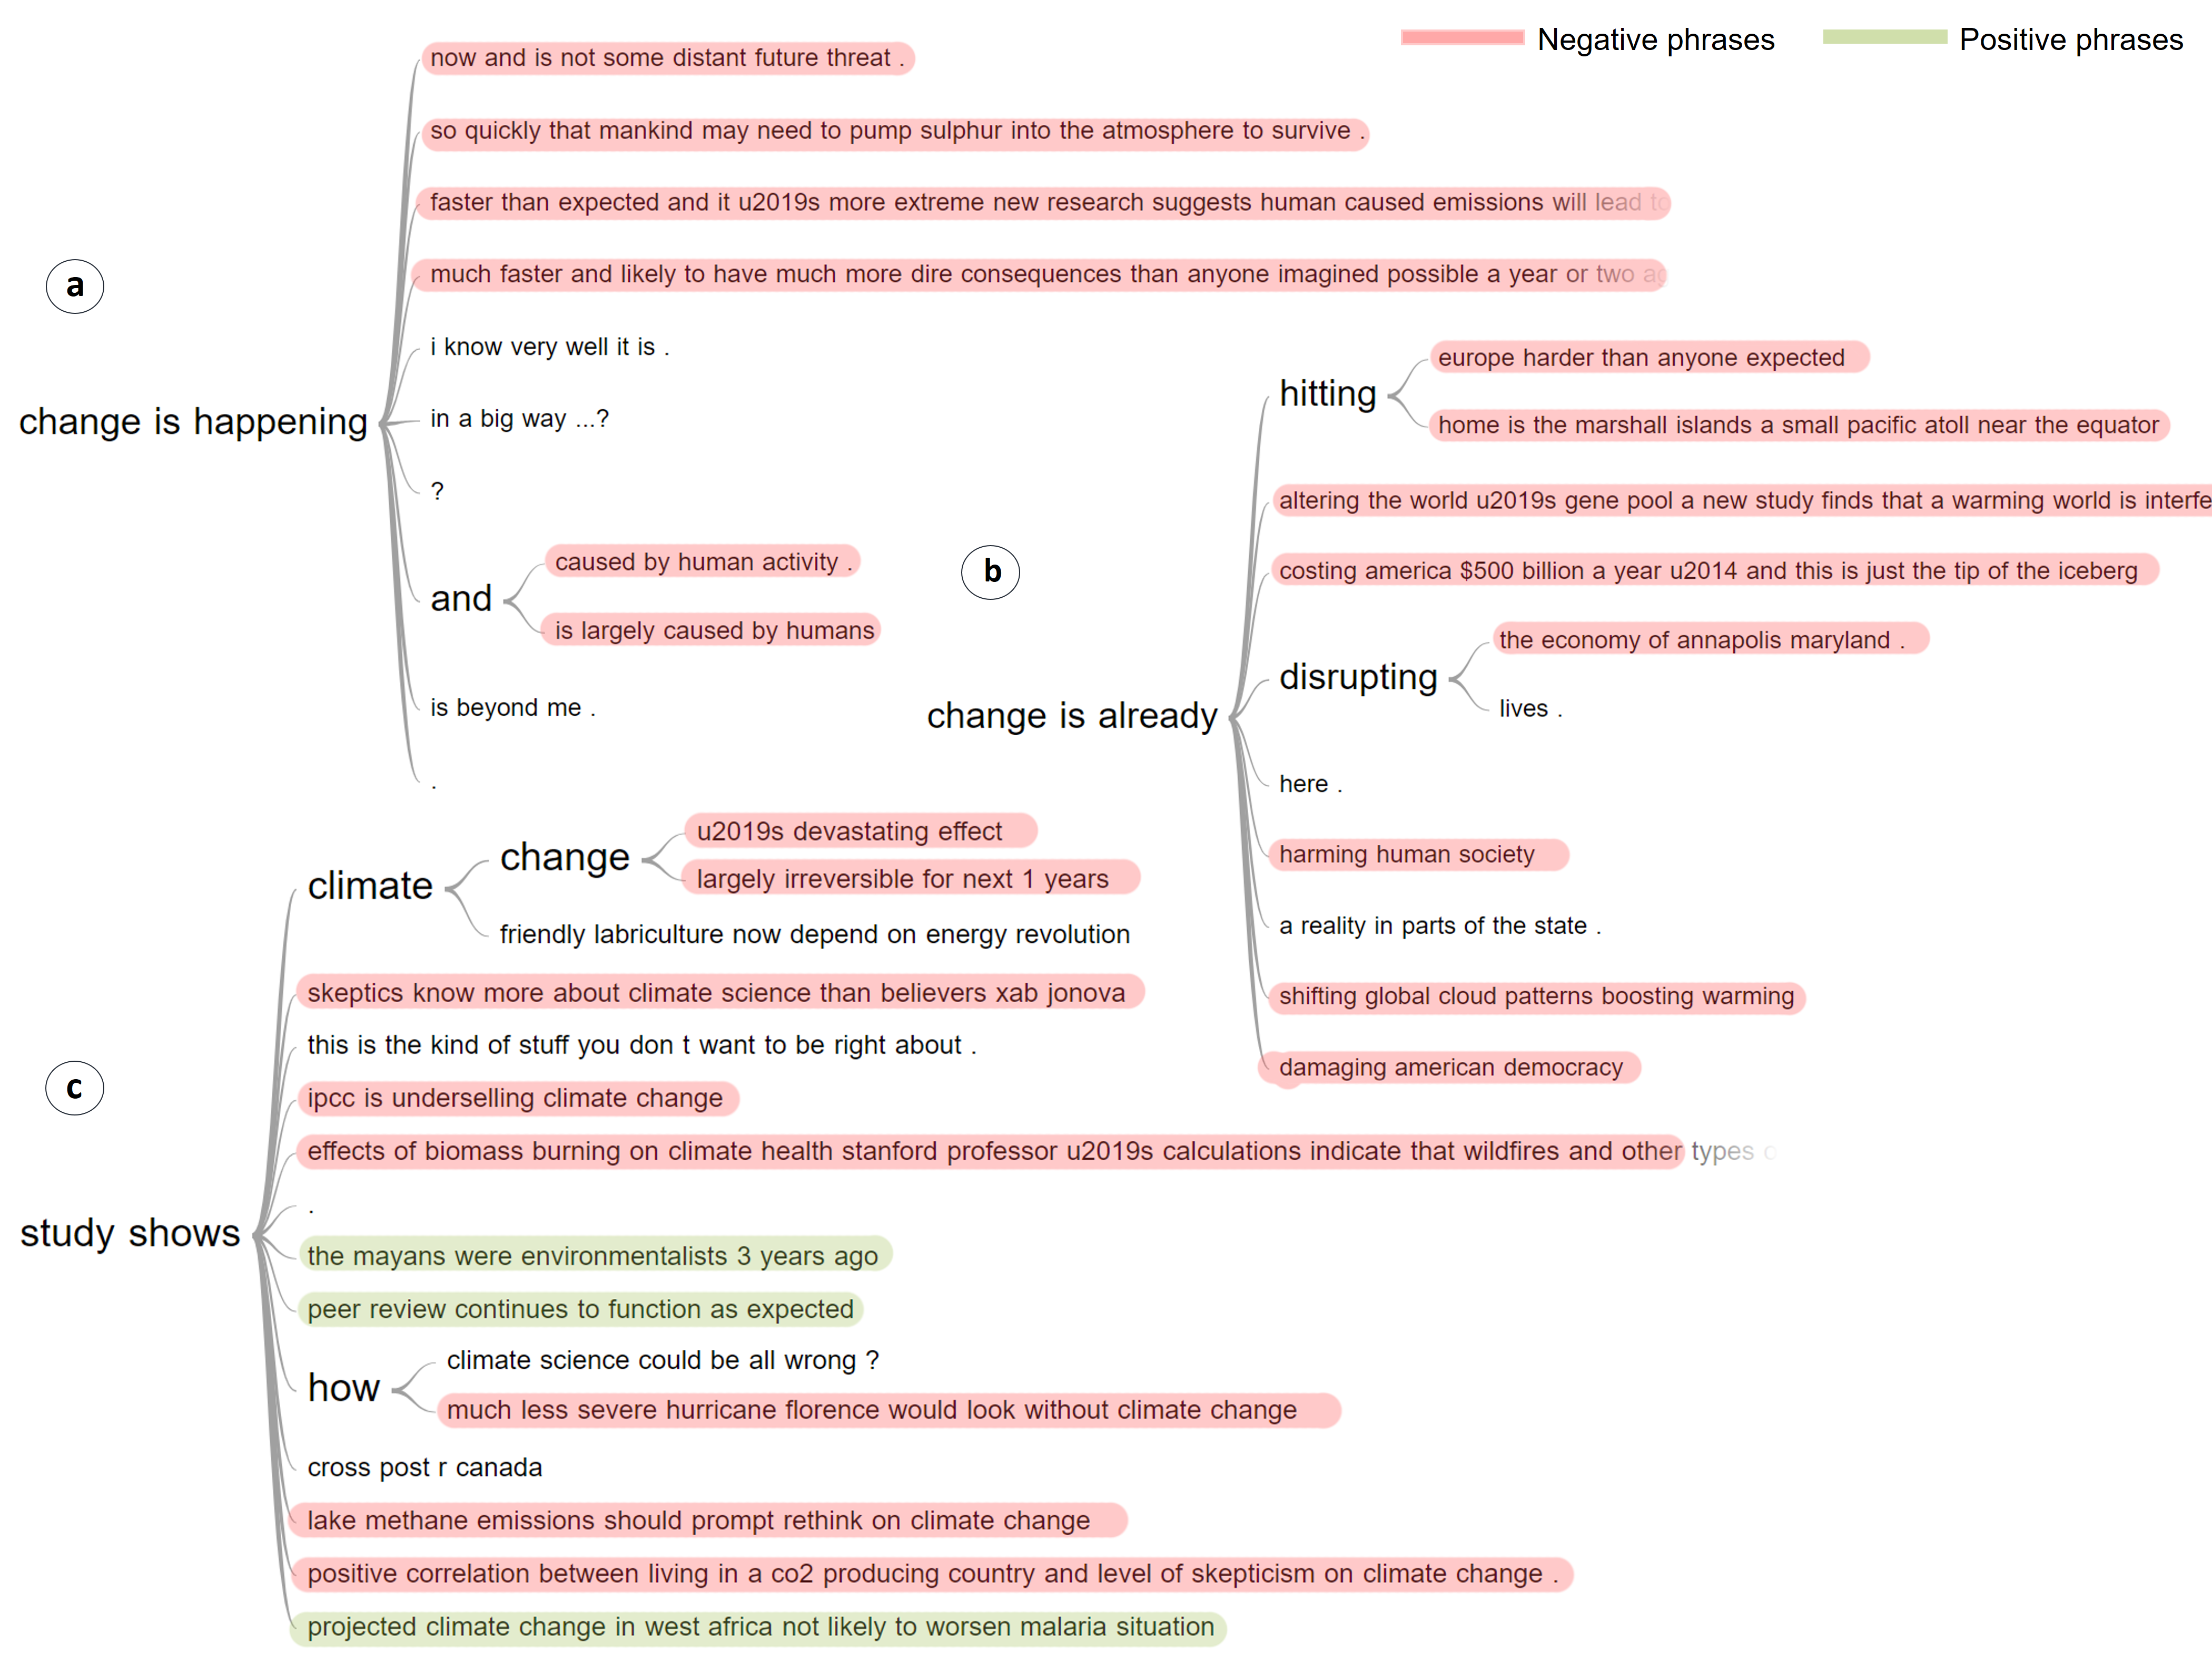 Negative phrases
Positive phrases
a
change is happening
now and is not some distant future threat .
so quickly that mankind may need to pump sulphur into the atmosphere to survive .
faster than expected and it u2019s more extreme new research suggests human caused emissions will lead to
much faster and likely to have much more dire consequences than anyone imagined possible a year or two
i know very well it is .
in a big way ...?
?
and
caused by human activity .
is largely caused by humans
is beyond me .
.
b
change is already
hitting
europe harder than anyone expected
home is the marshall islands a small pacific atoll near the equator
altering the world u2019s gene pool a new study finds that a warming world is interfe
costing america $500 billion a year u2014 and this is just the tip of the iceberg
disrupting
the economy of annapolis maryland .
lives .
here .
harming human society
a reality in parts of the state .
shifting global cloud patterns boosting warming
damaging american democracy
c
study shows
climate
change
u2019s devastating effect
largely irreversible for next 1 years
friendly labriculture now depend on energy revolution
skeptics know more about climate science than believers xab jonova
this is the kind of stuff you don t want to be right about .
ipcc is underselling climate change
effects of biomass burning on climate health stanford professor u2019s calculations indicate that wildfires and other types
.
the mayans were environmentalists 3 years ago
peer review continues to function as expected
how
climate science could be all wrong ?
much less severe hurricane florence would look without climate change
cross post r canada
lake methane emissions should prompt rethink on climate change
positive correlation between living in a co2 producing country and level of skepticism on climate change .
projected climate change in west africa not likely to worsen malaria situation